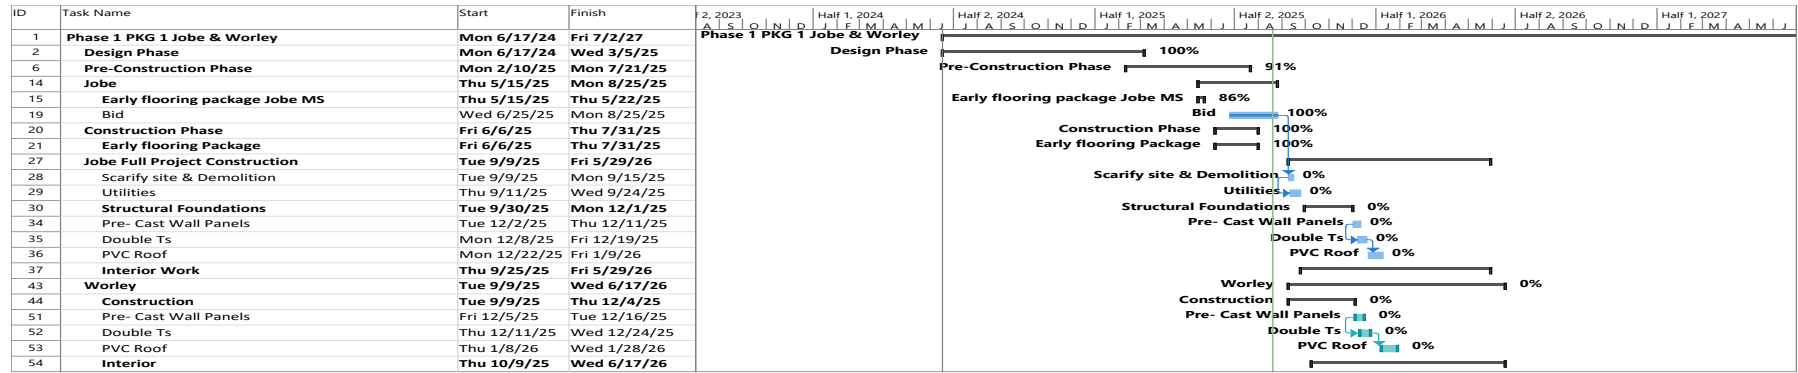 ID Task Name Start Finish f 2, 2023 Half 1, 2024 Half 2, 2024 Half 1, 2025 Half 2, 2025 Half 1, 2026 Half 2, 2026 Half 1, 2027
A S O N D J F M A M J J A S O N D J F M A M J J A S O N D J F M A M J J A S O N D J F M A M J
1 Phase 1 PKG 1 Jobe & Worley Mon 6/17/24 Fri 7/2/27 Phase 1 PKG 1 Jobe & Worley
2 Design Phase Mon 6/17/24 Wed 3/5/25 Design Phase 100%
6 Pre-Construction Phase Mon 2/10/25 Mon 7/21/25 Pre-Construction Phase 91%
14 Jobe Thu 5/15/25 Mon 8/25/25
15 Early flooring package Jobe MS Thu 5/15/25 Thu 5/22/25 Early flooring package Jobe MS 86%
19 Bid Wed 6/25/25 Mon 8/25/25 Bid 100%
20 Construction Phase Fri 6/6/25 Thu 7/31/25 Construction Phase 100%
21 Early flooring Package Fri 6/6/25 Thu 7/31/25 Early flooring Package 100%
27 Jobe Full Project Construction Tue 9/9/25 Fri 5/29/26
28 Scarify site & Demolition Tue 9/9/25 Mon 9/15/25 Scarify site & Demolition 0%
29 Utilities Thu 9/11/25 Wed 9/24/25 Utilities 0%
30 Structural Foundations Tue 9/30/25 Mon 12/1/25 Structural Foundations 0%
34 Pre- Cast Wall Panels Tue 12/2/25 Thu 12/11/25 Pre- Cast Wall Panels 0%
35 Double Ts Mon 12/8/25 Fri 12/19/25 Double Ts 0%
36 PVC Roof Mon 12/22/25 Fri 1/9/26 PVC Roof 0%
37 Interior Work Thu 9/25/25 Fri 5/29/26
43 Worley Tue 9/9/25 Wed 6/17/26 Worley 0%
44 Construction Tue 9/9/25 Thu 12/4/25 Construction 0%
51 Pre- Cast Wall Panels Fri 12/5/25 Tue 12/16/25 Pre- Cast Wall Panels 0%
52 Double Ts Thu 12/11/25 Wed 12/24/25 Double Ts 0%
53 PVC Roof Thu 1/8/26 Wed 1/28/26 PVC Roof 0%
54 Interior Thu 10/9/25 Wed 6/17/26